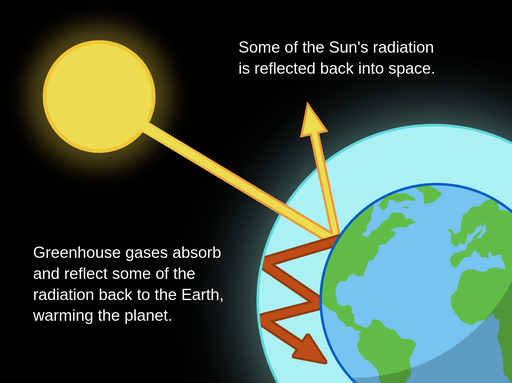 Some of the Sun's radiation
is reflected back into space.
Greenhouse gases absorb
and reflect some of the
radiation back to the Earth,
warming the planet.